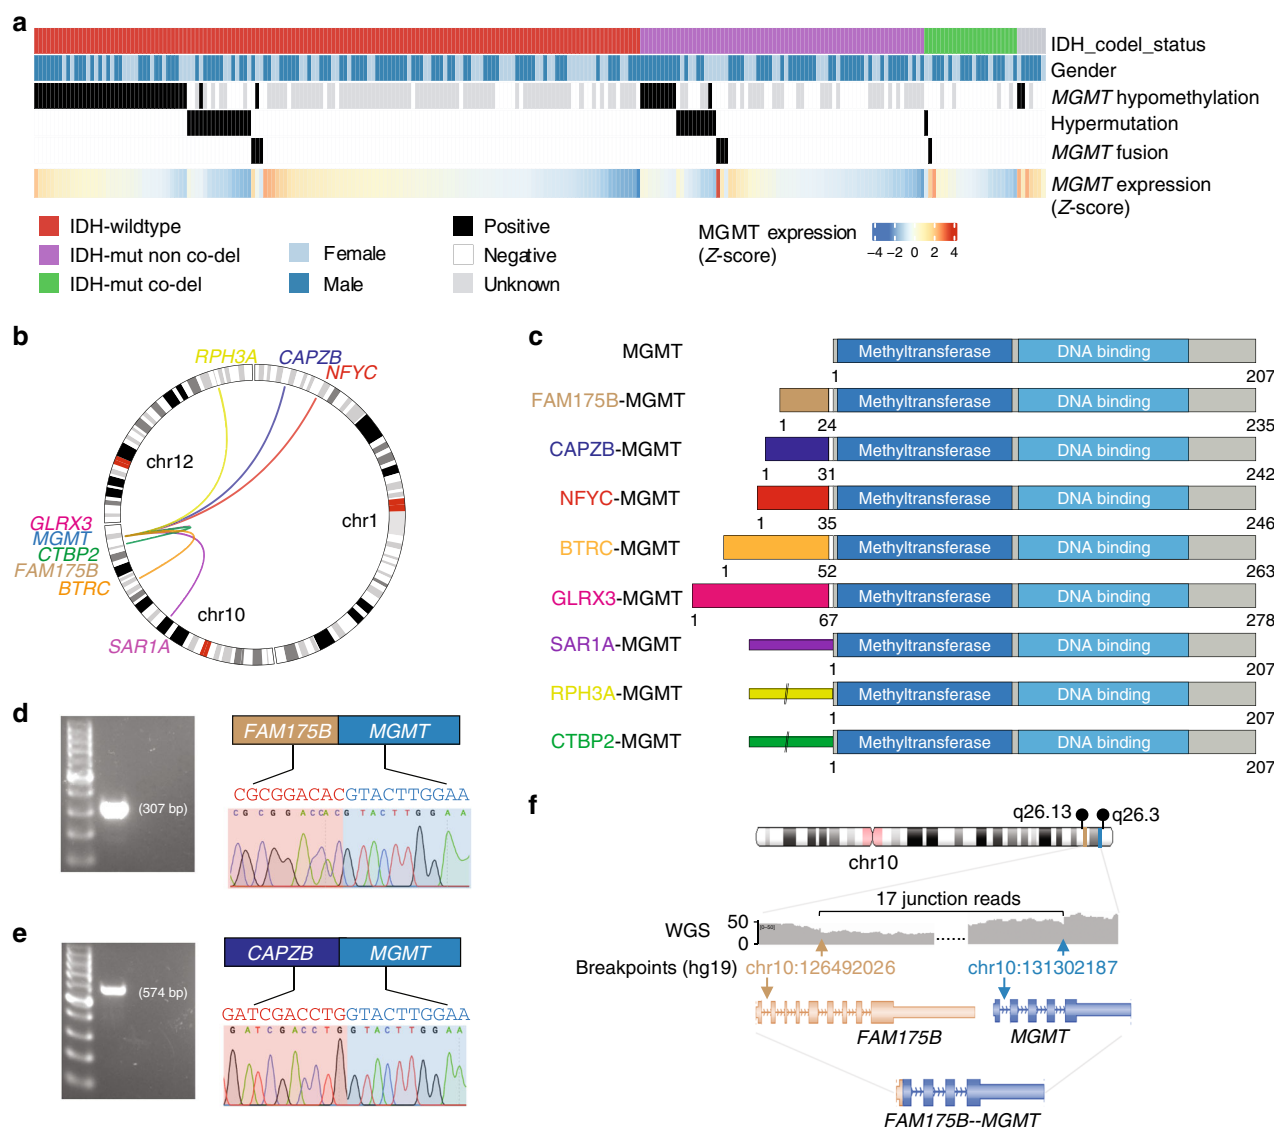 a
IDH_codel_status
Gender
MGMT hypomethylation
Hypermutation
MGMT fusion
MGMT expression
(Z-score)
IDH-wildtype
IDH-mut non co-del
IDH-mut co-del
Female
Male
Positive
Negative
Unknown
MGMT expression
(Z-score)
−4 −2 0 2 4
b
RPH3A
CAPZB
NFYC
chr12
chr1
GLRX3
MGMT
CTBP2
FAM175B
BTRC
chr10
SAR1A
c
MGMT
Methyltransferase
DNA binding
1
207
FAM175B-MGMT
Methyltransferase
DNA binding
1
24
235
CAPZB-MGMT
Methyltransferase
DNA binding
1
31
242
NFYC-MGMT
Methyltransferase
DNA binding
1
35
246
BTRC-MGMT
Methyltransferase
DNA binding
1
52
263
GLRX3-MGMT
Methyltransferase
DNA binding
1
67
278
SAR1A-MGMT
Methyltransferase
DNA binding
1
207
RPH3A-MGMT
Methyltransferase
DNA binding
1
207
CTBP2-MGMT
Methyltransferase
DNA binding
1
207
d
(307 bp)
FAM175B
MGMT
CGCGGACACGTACTTGGAA
C G C G G A C C A C G T A C T T G G A A
e
(574 bp)
CAPZB
MGMT
GATCGACCTGGTACTTGGAA
G A T C G A C C T G G T A C T T G G A A
f
q26.13
q26.3
chr10
17 junction reads
WGS
50
0
[0–50]
Breakpoints (hg19)
chr10:126492026
chr10:131302187
FAM175B
MGMT
FAM175B--MGMT